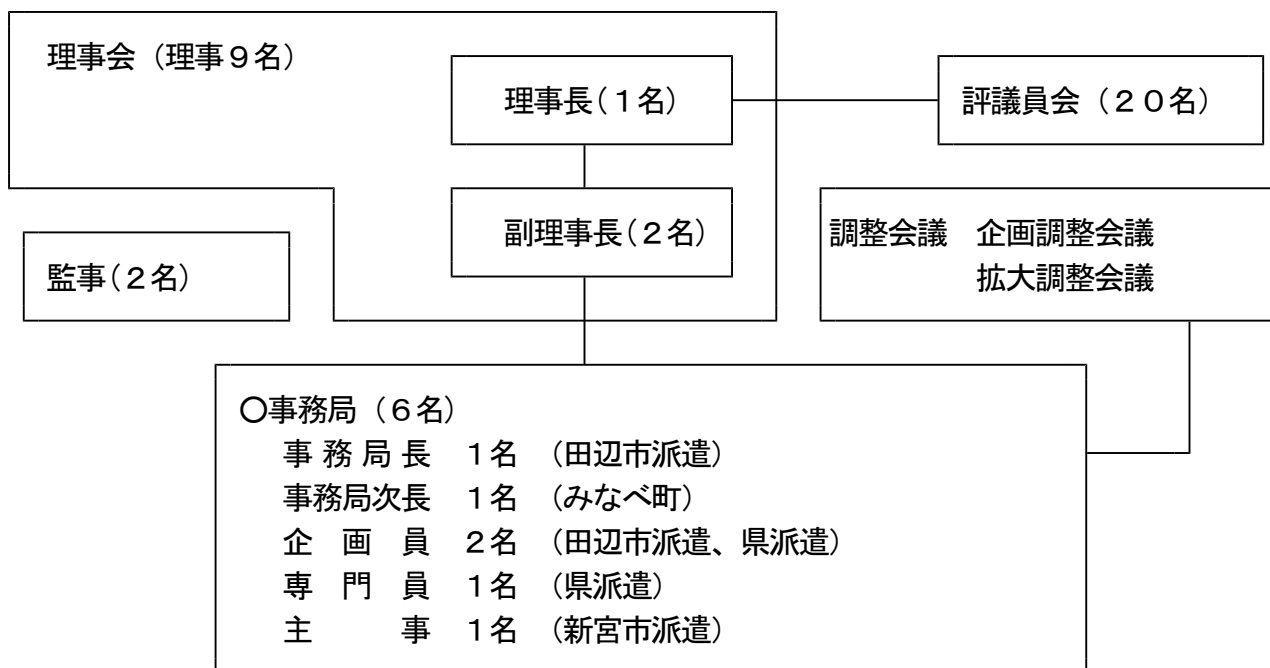 理事会（理事９名）
理事長（１名）
評議員会（２０名）
副理事長（２名）
調整会議　企画調整会議
拡大調整会議
監事（２名）
○事務局（６名）
事 務 局 長　１名　（田辺市派遣）
事務局次長　１名　（みなべ町）
企　画　員　２名　（田辺市派遣、県派遣）
専　門　員　１名　（県派遣）
主　　　事　１名　（新宮市派遣）